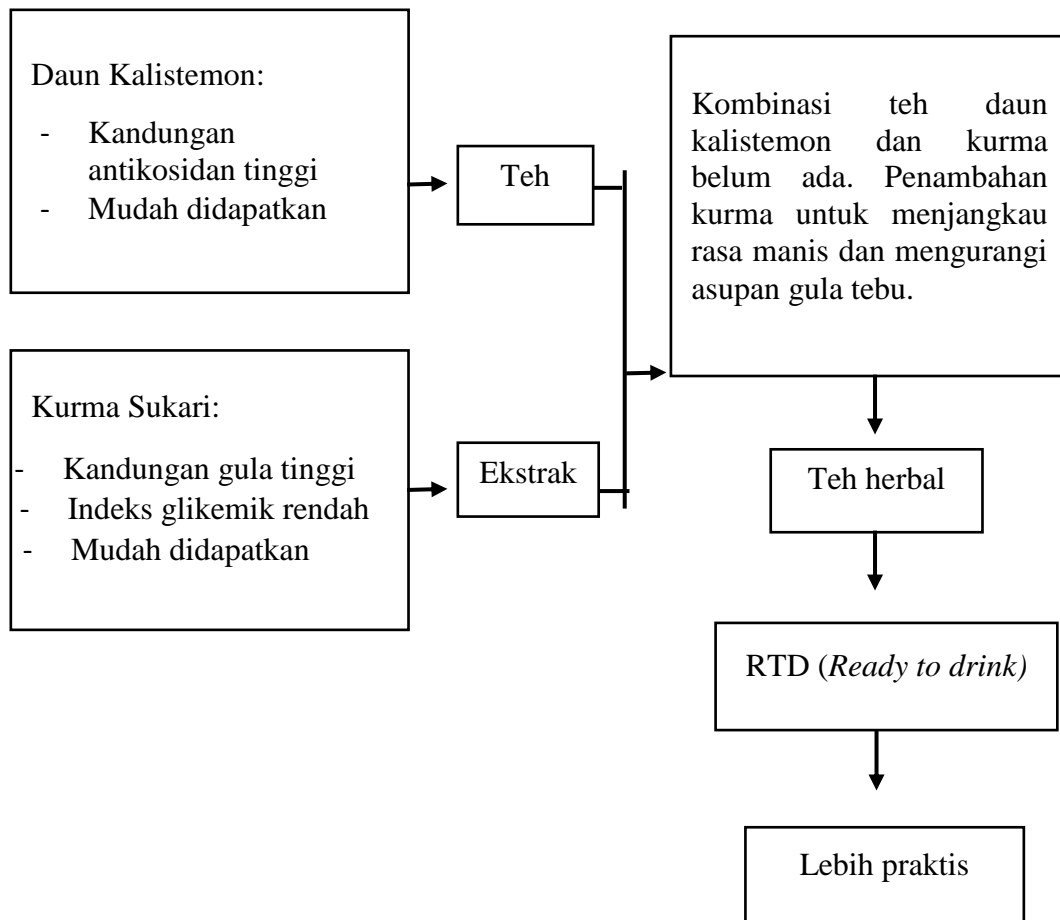 Daun Kalistemon:
- Kandungan
antikosidan tinggi
- Mudah didapatkan
Teh
Kurma Sukari:
- Kandungan gula tinggi
- Indeks glikemik rendah
- Mudah didapatkan
Ekstrak
Kombinasi teh daun
kalistemon dan kurma
belum ada. Penambahan
kurma untuk menjangkau
rasa manis dan mengurangi
asupan gula tebu.
Teh herbal
RTD (Ready to drink)
Lebih praktis